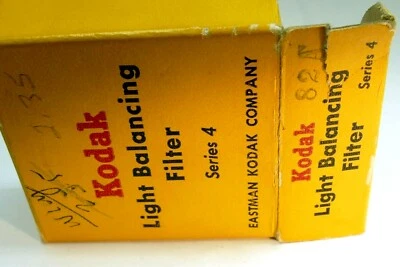 Kodak
Light Balancing
Filter
Series 4
EASTMAN KODAK COMPANY
Kodak 82A
Light Balancing
Filter
Series 4